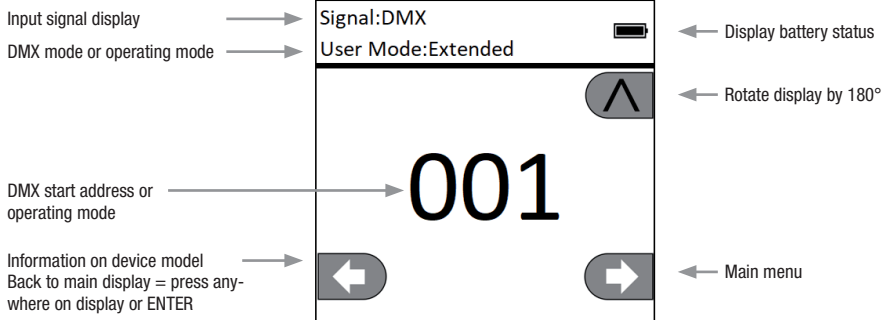 Input signal display
DMX mode or operating mode
Signal:DMX
User Mode:Extended
Display battery status
Rotate display by 180°
001
DMX start address or
operating mode
Information on device model
Back to main display = press any-
where on display or ENTER
Main menu